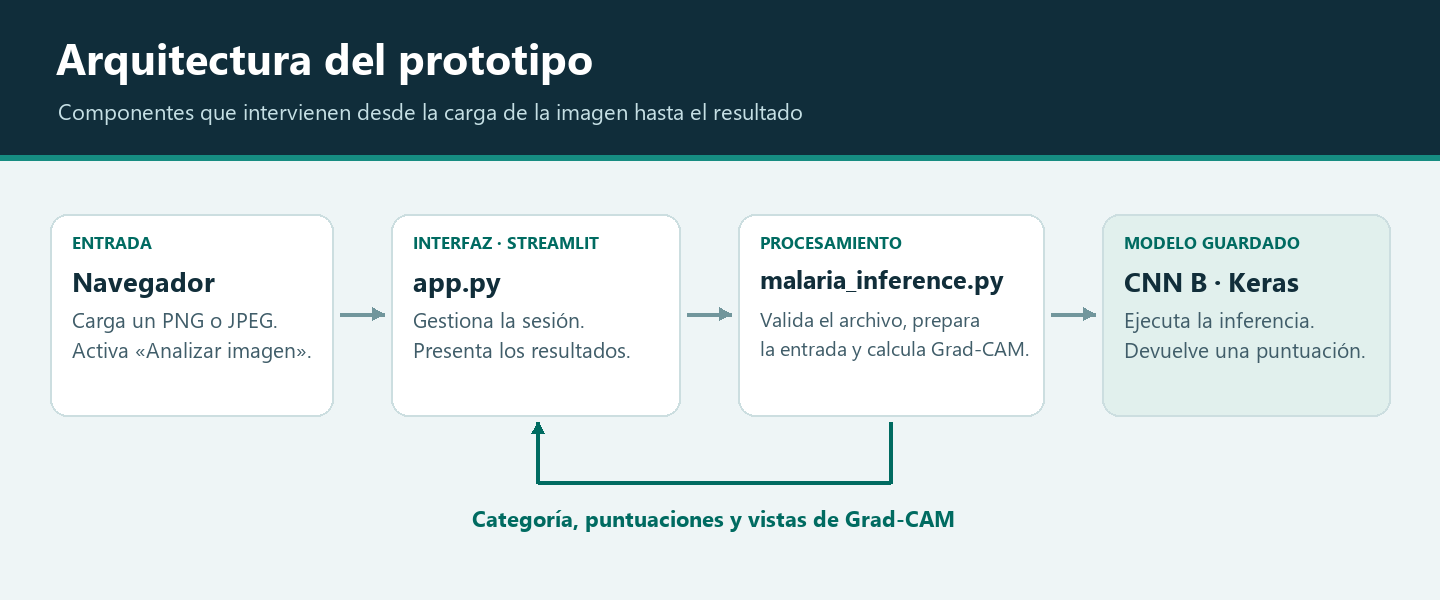 Arquitectura del prototipo
Componentes que intervienen desde la carga de la imagen hasta el resultado
ENTRADA
Navegador
Carga un PNG o JPEG.
Activa «Analizar imagen».
INTERFAZ · STREAMLIT
app.py
Gestiona la sesión.
Presenta los resultados.
PROCESAMIENTO
malaria_inference.py
Valida el archivo, prepara
la entrada y calcula Grad-CAM.
MODELO GUARDADO
CNN B · Keras
Ejecuta la inferencia.
Devuelve una puntuación.
Categoría, puntuaciones y vistas de Grad-CAM